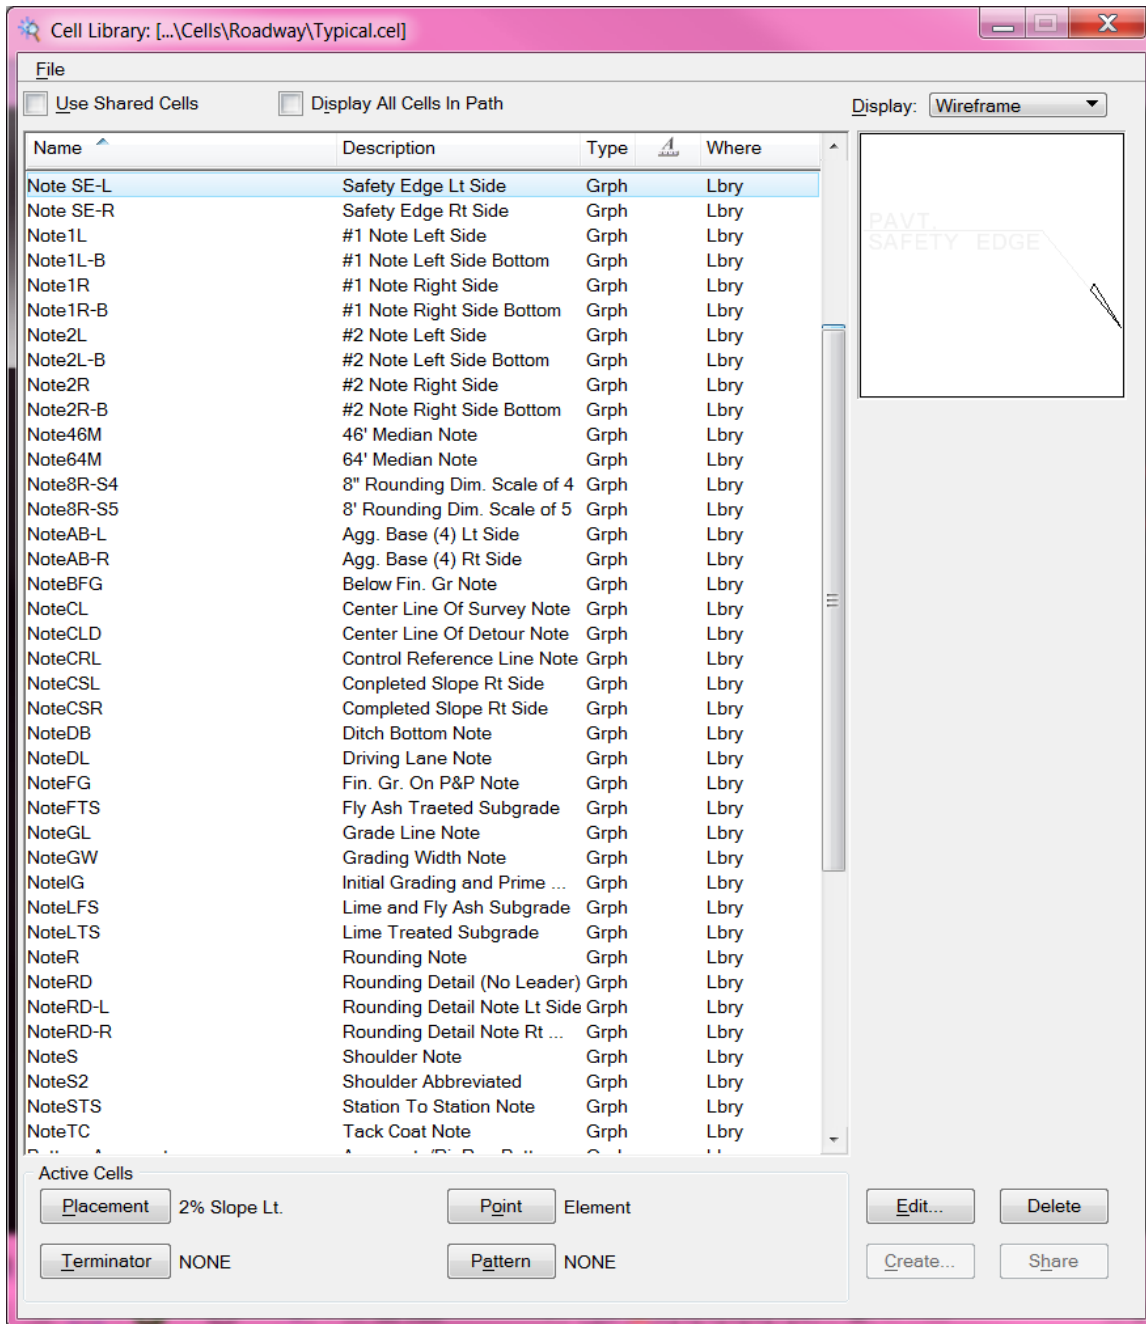 Cell Library: [...\Cells\Roadway\Typical.cel]
File
Use Shared Cells Display All Cells In Path Display: Wireframe
Name Description Type A Where
Note SE-L Safety Edge Lt Side Grph Lbry
Note SE-R Safety Edge Rt Side Grph Lbry
Note1L #1 Note Left Side Grph Lbry
Note1L-B #1 Note Left Side Bottom Grph Lbry
Note1R #1 Note Right Side Grph Lbry
Note1R-B #1 Note Right Side Bottom Grph Lbry
Note2L #2 Note Left Side Grph Lbry
Note2L-B #2 Note Left Side Bottom Grph Lbry
Note2R #2 Note Right Side Grph Lbry
Note2R-B #2 Note Right Side Bottom Grph Lbry
Note46M 46' Median Note Grph Lbry
Note64M 64' Median Note Grph Lbry
Note8R-S4 8" Rounding Dim. Scale of 4 Grph Lbry
Note8R-S5 8' Rounding Dim. Scale of 5 Grph Lbry
NoteAB-L Agg. Base (4) Lt Side Grph Lbry
NoteAB-R Agg. Base (4) Rt Side Grph Lbry
NoteBFG Below Fin. Gr Note Grph Lbry
NoteCL Center Line Of Survey Note Grph Lbry
NoteCLD Center Line Of Detour Note Grph Lbry
NoteCRL Control Reference Line Note Grph Lbry
NoteCSL Conpleted Slope Rt Side Grph Lbry
NoteCSR Completed Slope Rt Side Grph Lbry
NoteDB Ditch Bottom Note Grph Lbry
NoteDL Driving Lane Note Grph Lbry
NoteFG Fin. Gr. On P&P Note Grph Lbry
NoteFTS Fly Ash Traeted Subgrade Grph Lbry
NoteGL Grade Line Note Grph Lbry
NoteGW Grading Width Note Grph Lbry
NoteIG Initial Grading and Prime ... Grph Lbry
NoteLFS Lime and Fly Ash Subgrade Grph Lbry
NoteLTS Lime Treated Subgrade Grph Lbry
NoteR Rounding Note Grph Lbry
NoteRD Rounding Detail (No Leader) Grph Lbry
NoteRD-L Rounding Detail Note Lt Side Grph Lbry
NoteRD-R Rounding Detail Note Rt ... Grph Lbry
NoteS Shoulder Note Grph Lbry
NoteS2 Shoulder Abbreviated Grph Lbry
NoteSTS Station To Station Note Grph Lbry
NoteTC Tack Coat Note Grph Lbry
PAVT.
SAFETY EDGE
Active Cells
Placement 2% Slope Lt. Point Element Edit... Delete
Terminator NONE Pattern NONE Create... Share